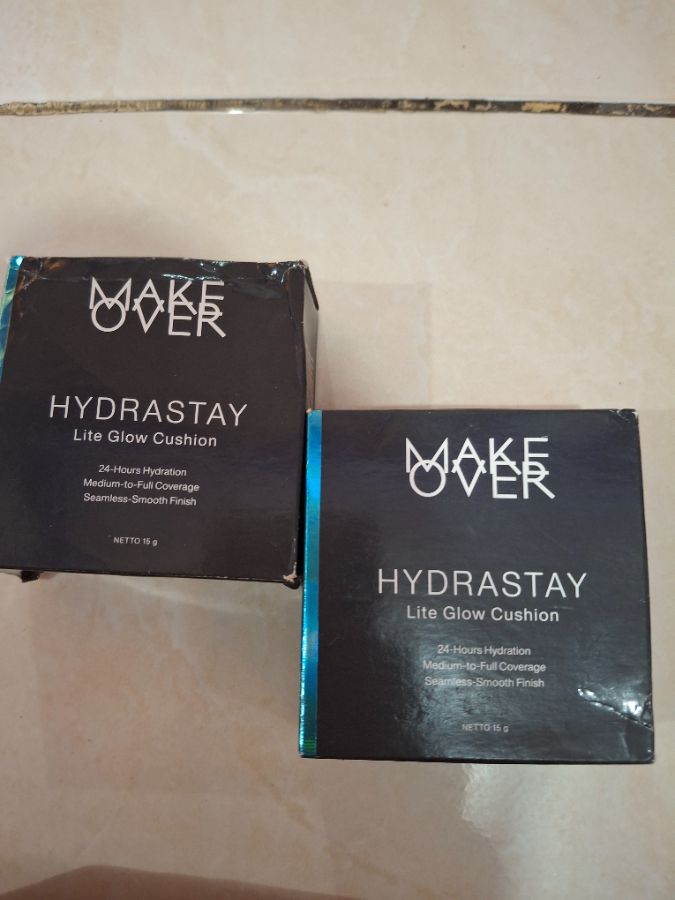 MAKE
OVER
HYDRASTAY
Lite Glow Cushion
24-Hours Hydration
Medium-to-Full Coverage
Seamless-Smooth Finish
NETTO 15 g
MAKE
OVER
HYDRASTAY
Lite Glow Cushion
24-Hours Hydration
Medium-to-Full Coverage
Seamless-Smooth Finish
NETTO 15 g